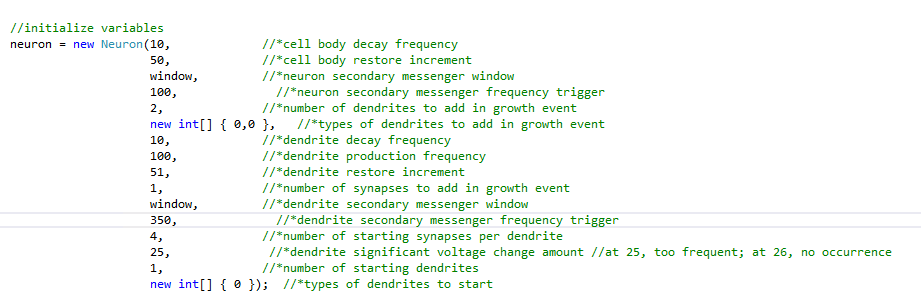 //initialize variables
neuron = new Neuron(10, //*cell body decay frequency
50, //*cell body restore increment
window, //*neuron secondary messenger window
100, //*neuron secondary messenger frequency trigger
2, //*number of dendrites to add in growth event
new int[] { 0,0 }, //*types of dendrites to add in growth event
10, //*dendrite decay frequency
100, //*dendrite production frequency
51, //*dendrite restore increment
1, //*number of synapses to add in growth event
window, //*dendrite secondary messenger window
350, //*dendrite secondary messenger frequency trigger
4, //*number of starting synapses per dendrite
25, //*dendrite significant voltage change amount //at 25, too frequent; at 26, no occurrence
1, //*number of starting dendrites
new int[] { 0 }); //*types of dendrites to start